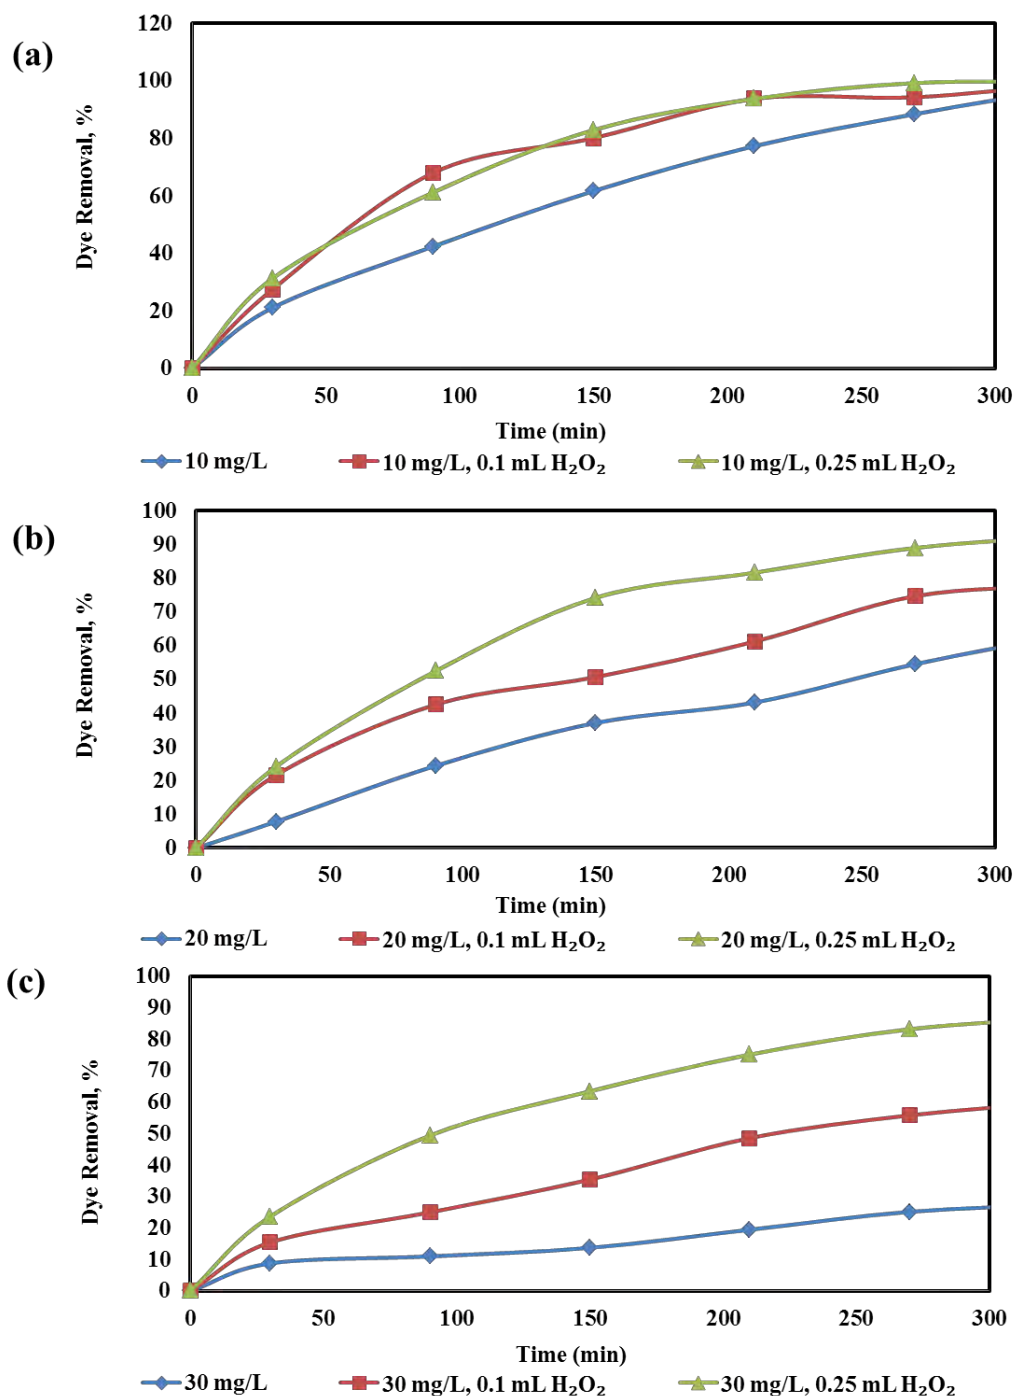 (a)
120
100
80
60
40
20
0
Dye Removal, %
0 50 100 150 200 250 300
Time (min)
10 mg/L 10 mg/L, 0.1 mL H₂O₂ 10 mg/L, 0.25 mL H₂O₂
(b)
100
90
80
70
60
50
40
30
20
10
0
Dye Removal, %
0 50 100 150 200 250 300
Time (min)
20 mg/L 20 mg/L, 0.1 mL H₂O₂ 20 mg/L, 0.25 mL H₂O₂
(c)
100
90
80
70
60
50
40
30
20
10
0
Dye Removal, %
0 50 100 150 200 250 300
Time (min)
30 mg/L 30 mg/L, 0.1 mL H₂O₂ 30 mg/L, 0.25 mL H₂O₂